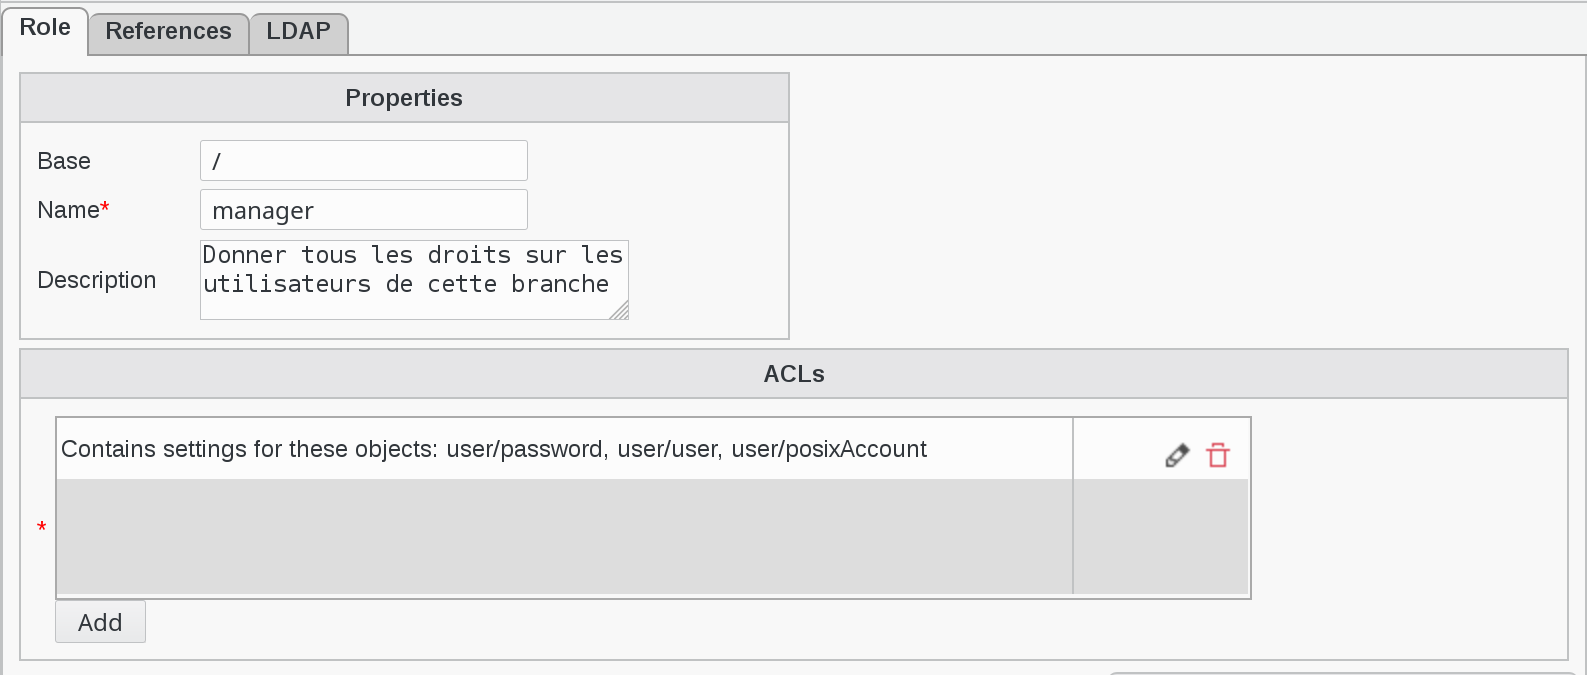 Role References LDAP
Properties
Base /
Name* manager
Description
Donner tous les droits sur les
utilisateurs de cette branche
ACLs
Contains settings for these objects: user/password, user/user, user/posixAccount
*
Add